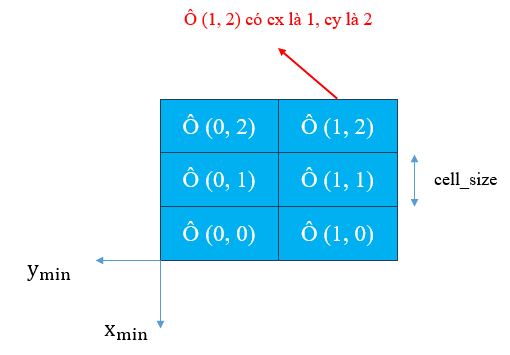 Ô (1, 2) có cx là 1, cy là 2
Ô (0, 2) Ô (1, 2)
Ô (0, 1) Ô (1, 1) cell_size
Ô (0, 0) Ô (1, 0)
ymin
xmin